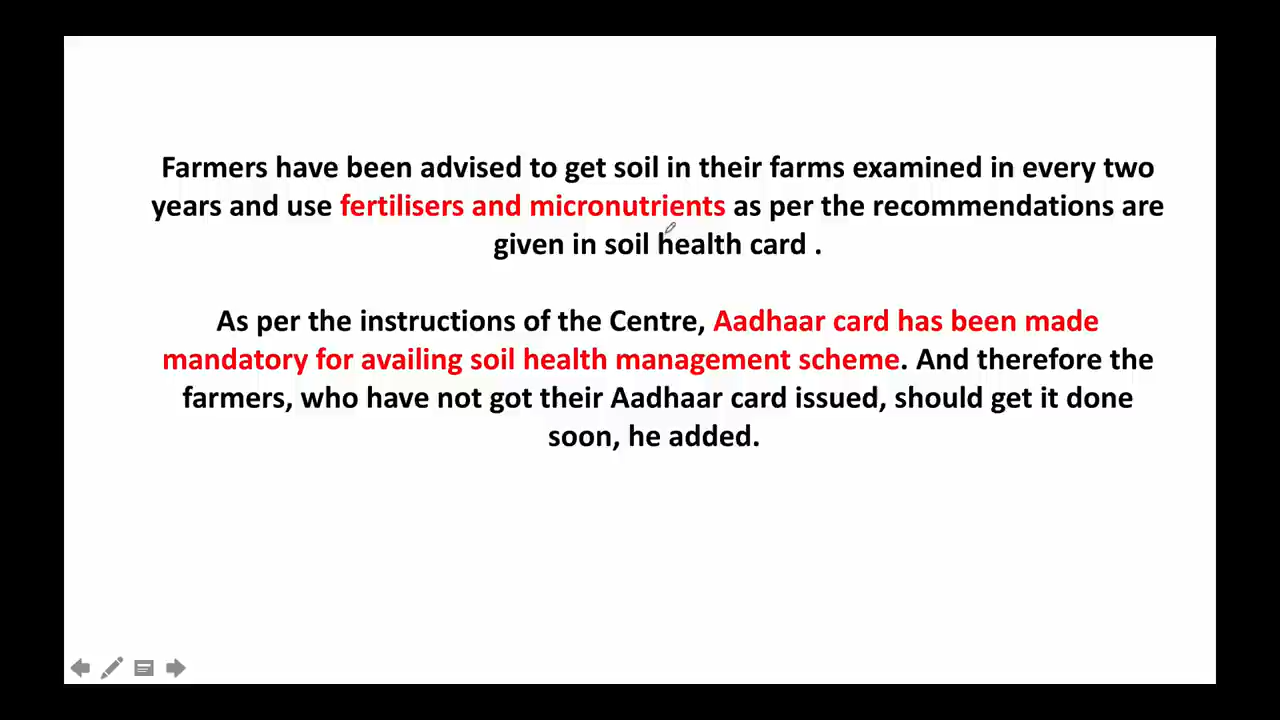 Farmers have been advised to get soil in their farms examined in every two
years and use fertilisers and micronutrients as per the recommendations are
given in soil health card .
As per the instructions of the Centre, Aadhaar card has been made
mandatory for availing soil health management scheme. And therefore the
farmers, who have not got their Aadhaar card issued, should get it done
soon, he added.